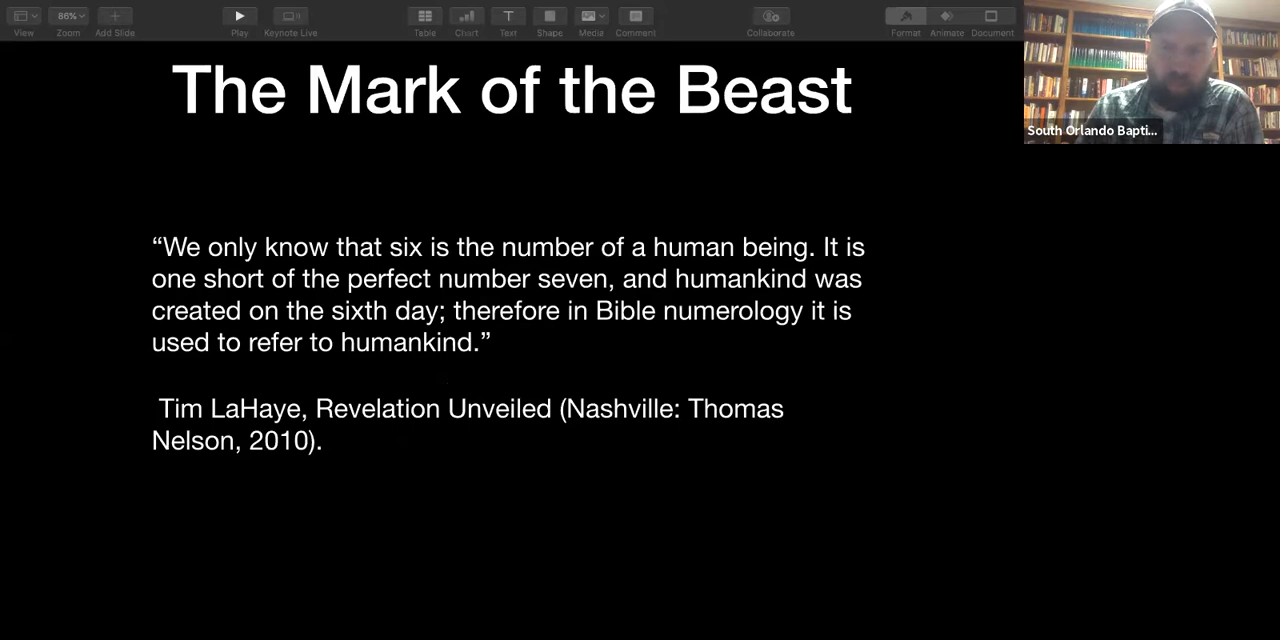 View
86%
Zoom
Add Slide
Play
Keynote Live
Table
Chart
Text
Shape
Media
Comment
Collaborate
Format
Animate
Document
The Mark of the Beast
South Orlando Bapti...
“We only know that six is the number of a human being. It is
one short of the perfect number seven, and humankind was
created on the sixth day; therefore in Bible numerology it is
used to refer to humankind.”
Tim LaHaye, Revelation Unveiled (Nashville: Thomas
Nelson, 2010).